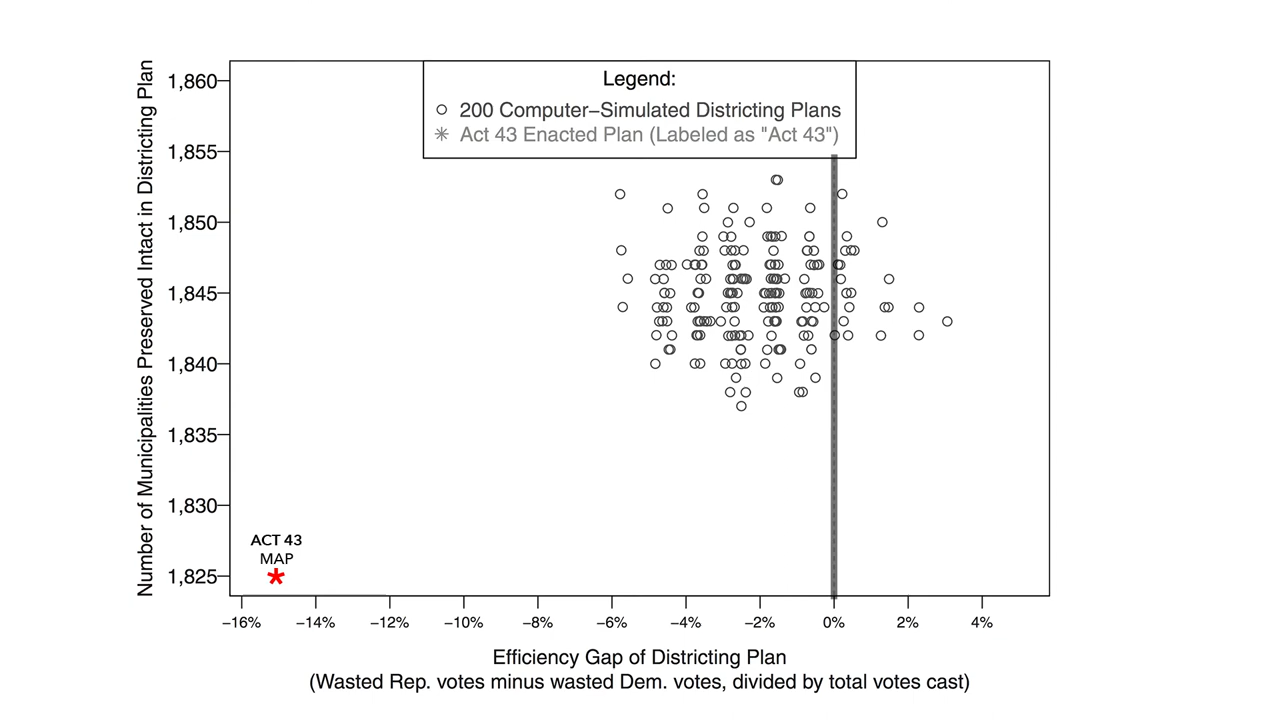 Legend:
200 Computer–Simulated Districting Plans
Act 43 Enacted Plan (Labeled as "Act 43")
Number of Municipalities Preserved Intact in Districting Plan
1,860
1,855
1,850
1,845
1,840
1,835
1,830
1,825
ACT 43
MAP
−16%
−14%
−12%
−10%
−8%
−6%
−4%
−2%
0%
2%
4%
Efficiency Gap of Districting Plan
(Wasted Rep. votes minus wasted Dem. votes, divided by total votes cast)